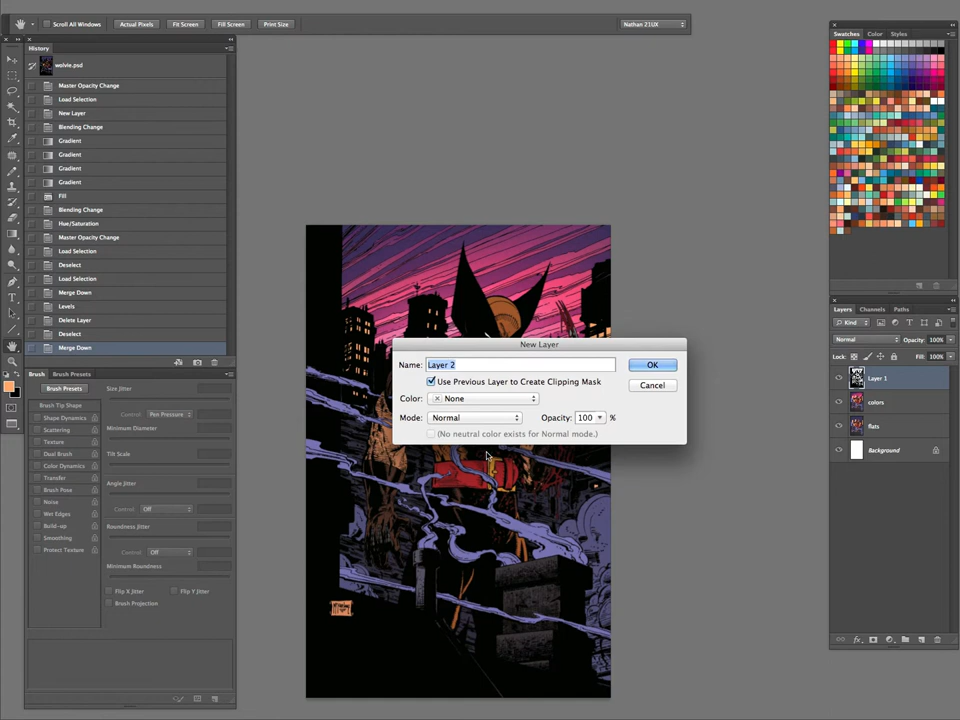 Scroll All Windows
Actual Pixels
Fit Screen
Fill Screen
Print Size
Nathan 21UX
History
wolvie.psd
Master Opacity Change
Load Selection
New Layer
Blending Change
Gradient
Gradient
Gradient
Gradient
Fill
Blending Change
Hue/Saturation
Master Opacity Change
Load Selection
Deselect
Load Selection
Merge Down
Levels
Delete Layer
Deselect
Merge Down
Brush
Brush Presets
Brush Presets
Brush Tip Shape
Shape Dynamics
Scattering
Texture
Dual Brush
Color Dynamics
Transfer
Brush Pose
Noise
Wet Edges
Build-up
Smoothing
Protect Texture
Size Jitter
Control: Pen Pressure
Minimum Diameter
Tilt Scale
Angle Jitter
Control: Off
Roundness Jitter
Control: Off
Minimum Roundness
Flip X Jitter
Flip Y Jitter
Brush Projection
New Layer
Name: Layer 2
OK
Use Previous Layer to Create Clipping Mask
Cancel
Color: None
Mode: Normal
Opacity: 100 %
(No neutral color exists for Normal mode.)
Swatches
Color
Styles
Layers
Channels
Paths
Kind
Normal
Opacity: 100%
Lock:
Fill: 100%
Layer 1
colors
flats
Background